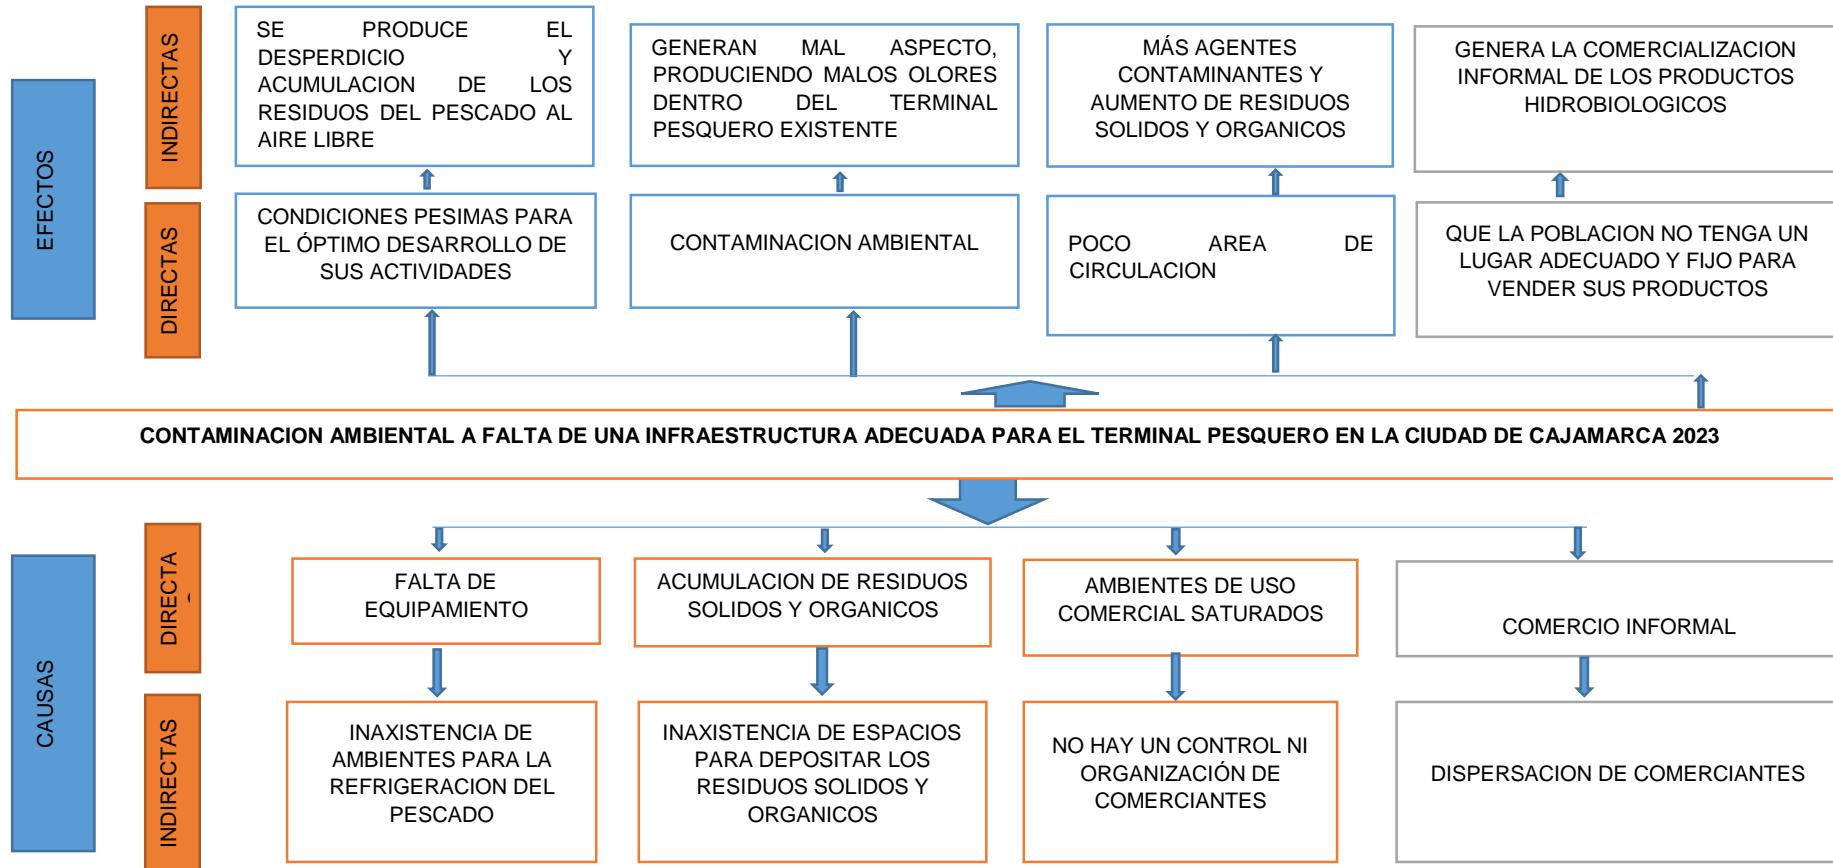 EFECTOS
INDIRECTAS
SE PRODUCE EL
DESPERDICIO Y
ACUMULACION DE LOS
RESIDUOS DEL PESCADO AL
AIRE LIBRE
GENERAN MAL ASPECTO,
PRODUCIENDO MALOS OLORES
DENTRO DEL TERMINAL
PESQUERO EXISTENTE
MÁS AGENTES
CONTAMINANTES Y
AUMENTO DE RESIDUOS
SOLIDOS Y ORGANICOS
GENERA LA COMERCIALIZACION
INFORMAL DE LOS PRODUCTOS
HIDROBIOLOGICOS
DIRECTAS
CONDICIONES PESIMAS PARA
EL ÓPTIMO DESARROLLO DE
SUS ACTIVIDADES
CONTAMINACION AMBIENTAL
POCO AREA DE
CIRCULACION
QUE LA POBLACION NO TENGA UN
LUGAR ADECUADO Y FIJO PARA
VENDER SUS PRODUCTOS
CONTAMINACION AMBIENTAL A FALTA DE UNA INFRAESTRUCTURA ADECUADA PARA EL TERMINAL PESQUERO EN LA CIUDAD DE CAJAMARCA 2023
CAUSAS
DIRECTA
FALTA DE
EQUIPAMIENTO
ACUMULACION DE RESIDUOS
SOLIDOS Y ORGANICOS
AMBIENTES DE USO
COMERCIAL SATURADOS
COMERCIO INFORMAL
INDIRECTAS
INAXISTENCIA DE
AMBIENTES PARA LA
REFRIGERACION DEL
PESCADO
INAXISTENCIA DE ESPACIOS
PARA DEPOSITAR LOS
RESIDUOS SOLIDOS Y
ORGANICOS
NO HAY UN CONTROL NI
ORGANIZACIÓN DE
COMERCIANTES
DISPERSACION DE COMERCIANTES